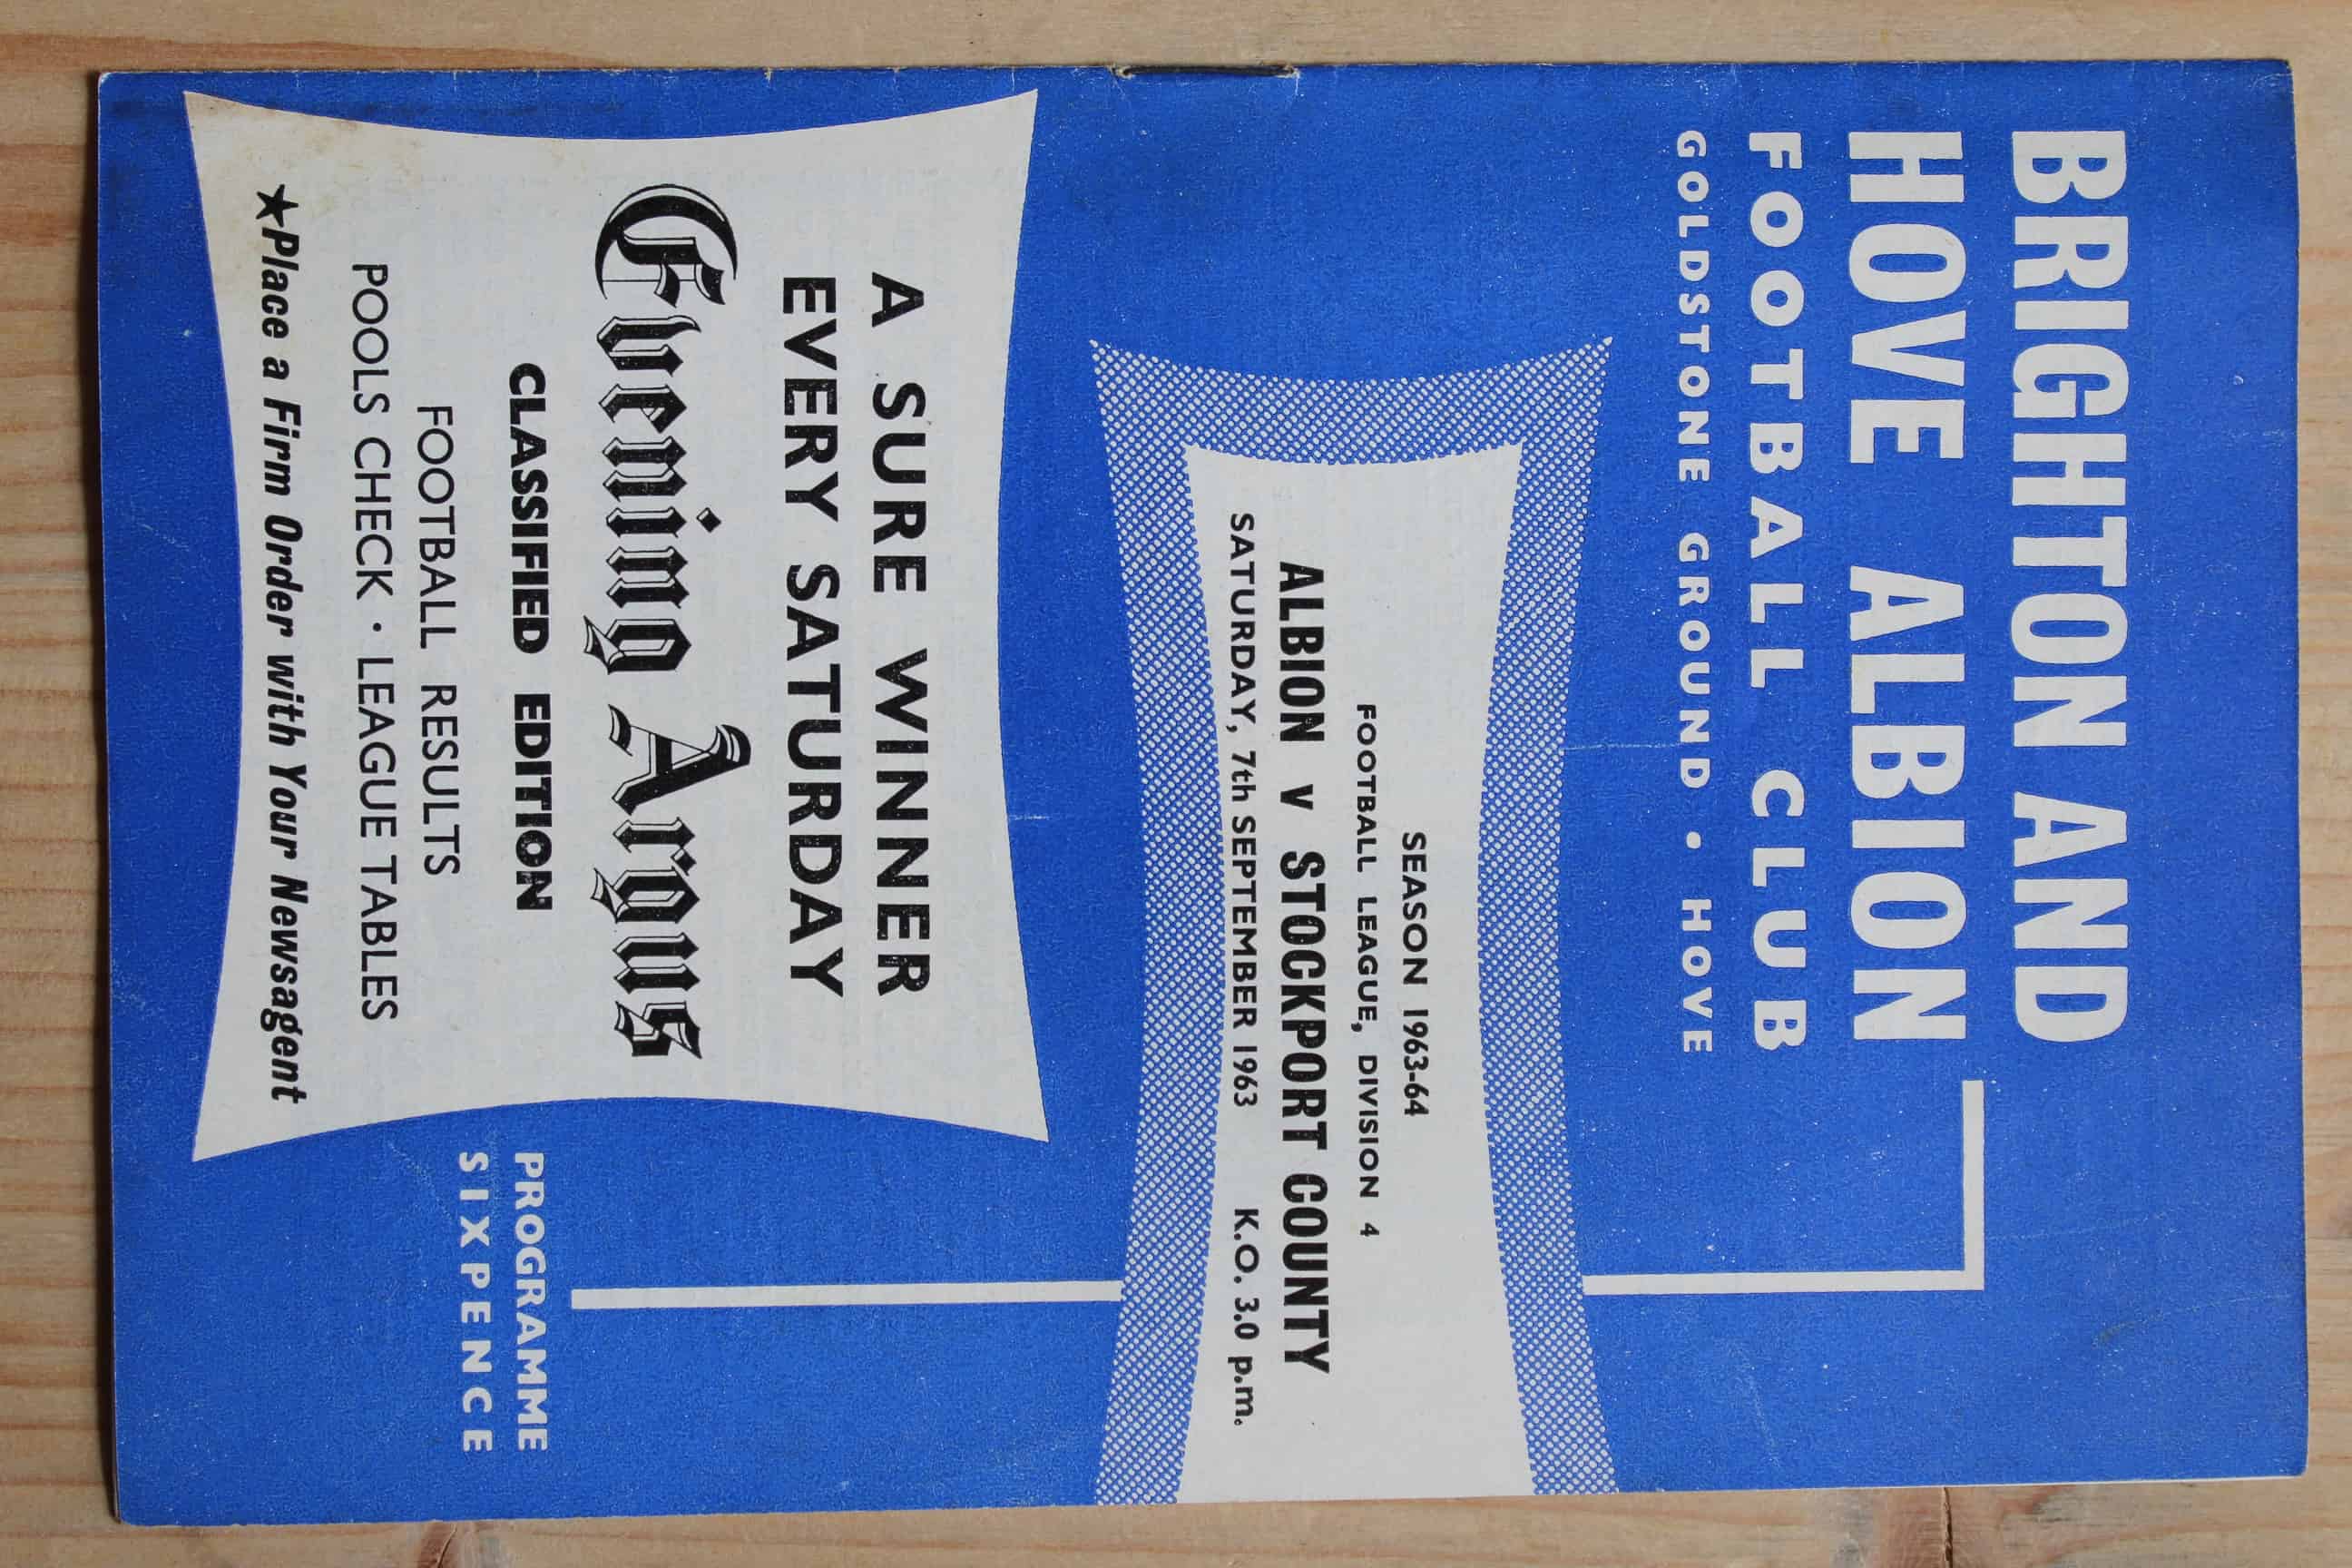 BRIGHTON AND
HOVE ALBION
FOOTBALL CLUB
GOLDSTONE GROUND • HOVE
SEASON 1963-64
FOOTBALL LEAGUE, DIVISION 4
ALBION v STOCKPORT COUNTY
SATURDAY, 7th SEPTEMBER 1963 K.O. 3.0 p.m.
A SURE WINNER
EVERY SATURDAY
Evening Argus
CLASSIFIED EDITION
FOOTBALL RESULTS
POOLS CHECK · LEAGUE TABLES
★Place a Firm Order with Your Newsagent
PROGRAMME
SIXPENCE